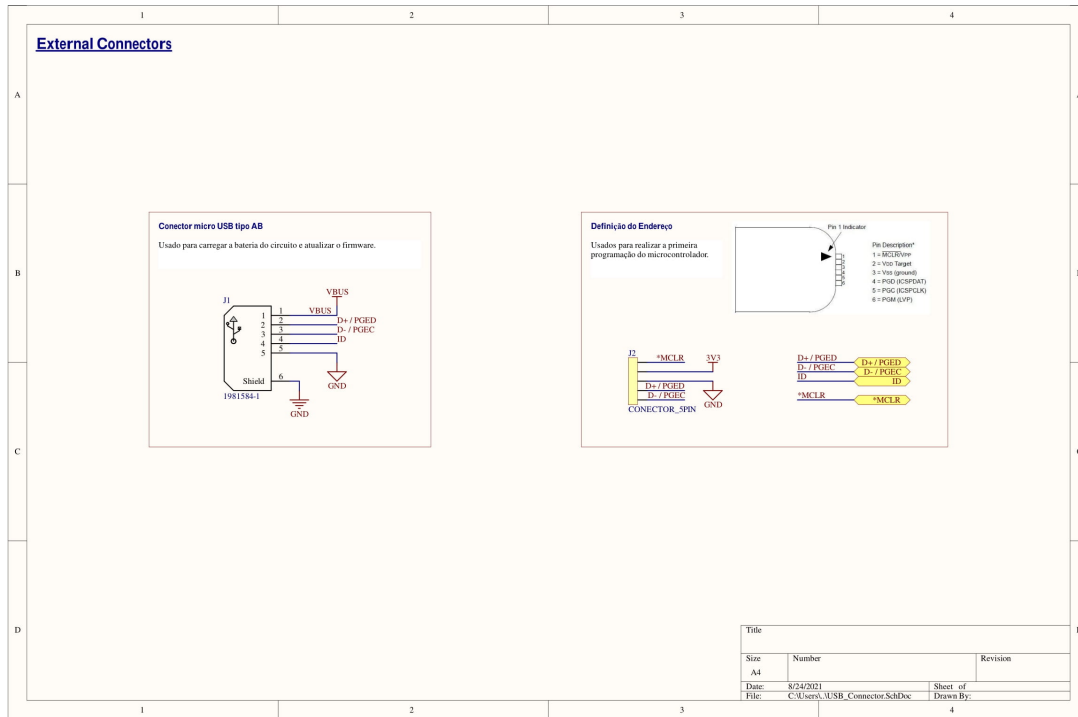 1 2 3 4
External Connectors
A
B
C
D
Conector micro USB tipo AB
Usado para carregar a bateria do circuito e atualizar o firmware.
J1
VBUS
1 1 VBUS
2 2 D+ / PGED
3 3 D- / PGEC
4 4 ID
5 5
Shield 6
GND
1981584-1
GND
Definição do Endereço
Usados para realizar a primeira
programação do microcontrolador.
Pin 1 Indicator
Pin Description*
1 = MCLR/VPP
2 = VDD Target
3 = VSS (ground)
4 = PGD (ICSPDAT)
5 = PGC (ICSPCLK)
6 = PGM (LVP)
J2
*MCLR
3V3
D+ / PGED
D- / PGEC
GND
CONECTOR_5PIN
D+ / PGED D+ / PGED
D- / PGEC D- / PGEC
ID ID
*MCLR *MCLR
Title
Size Number Revision
A4
Date: 8/24/2021 Sheet of
File: C:\Users\..\USB_Connector.SchDoc Drawn By:
1 2 3 4